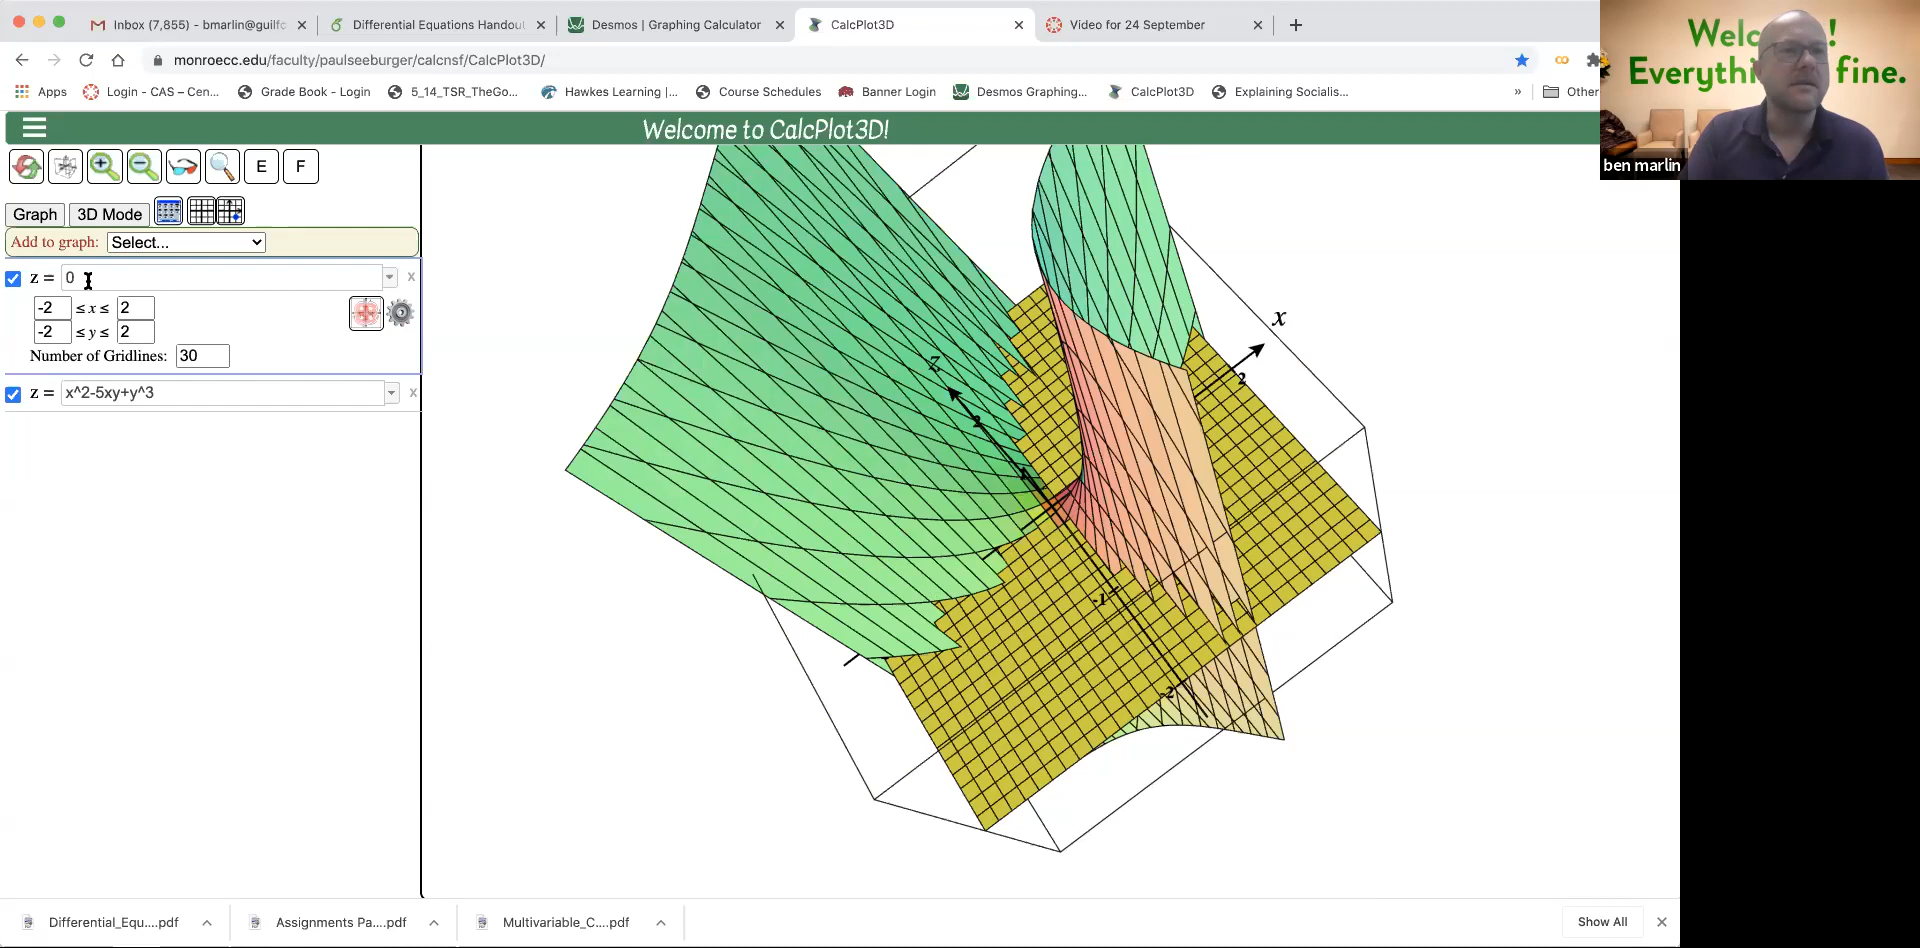 Inbox (7,855) - bmarlin@guilfc
Differential Equations Handout
Desmos | Graphing Calculator
CalcPlot3D
Video for 24 September
monroecc.edu/faculty/paulseeburger/calcnsf/CalcPlot3D/
Apps
Login - CAS – Cen...
Grade Book - Login
5_14_TSR_TheGo...
Hawkes Learning |...
Course Schedules
Banner Login
Desmos Graphing...
CalcPlot3D
Explaining Socialis...
»
Other
Welc !
Everythi fine.
ben marlin
Welcome to CalcPlot3D!
E
F
Graph
3D Mode
Add to graph: Select...
z = 0 x
-2 ≤ x ≤ 2
-2 ≤ y ≤ 2
Number of Gridlines: 30
z = x^2-5xy+y^3 x
x
2
z
2
1
-1
-2
Differential_Equ....pdf
Assignments Pa....pdf
Multivariable_C....pdf
Show All